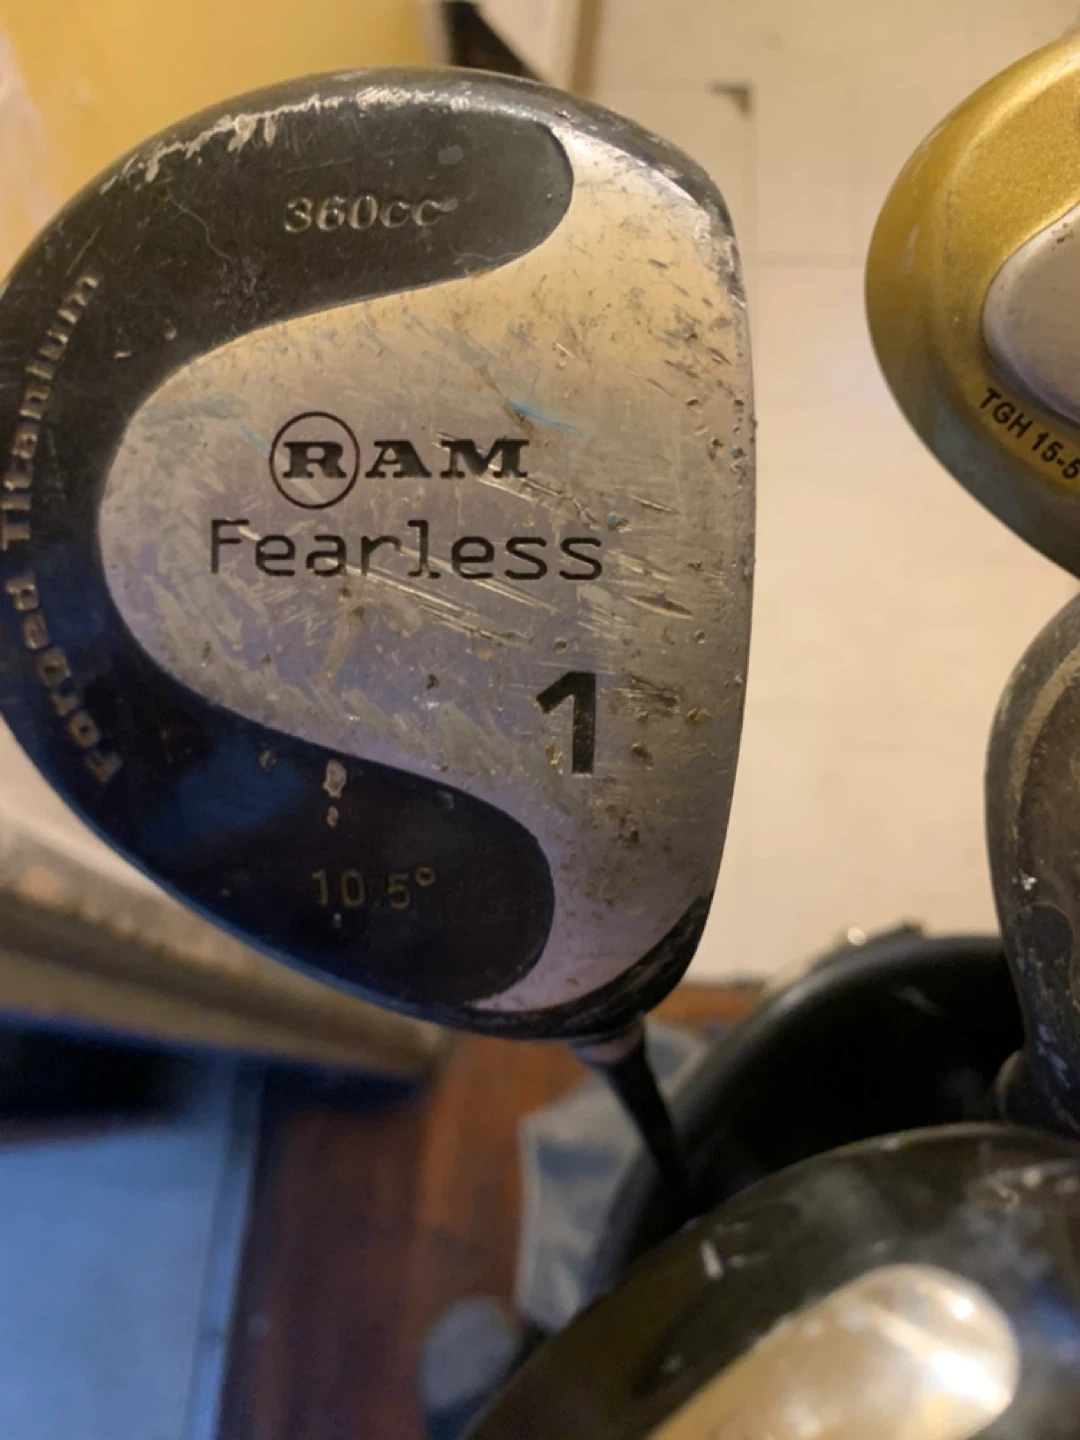 360cc
Forged Titanium
RAM
Fearless
1
10.5°
TGH 15-5